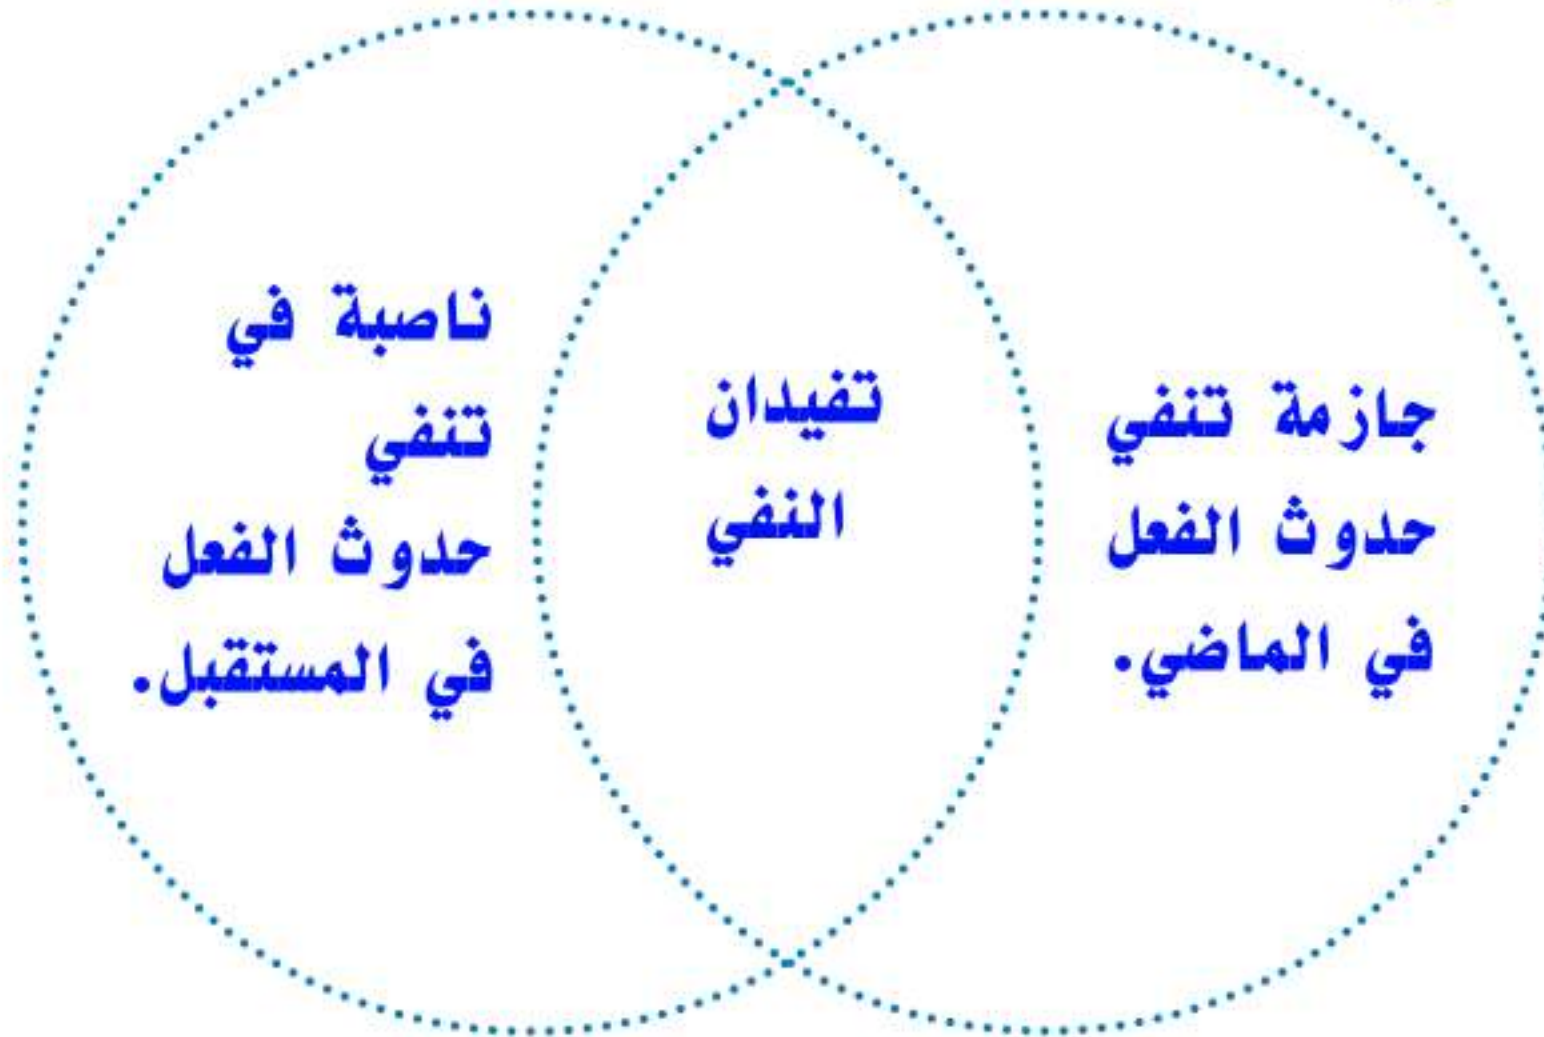 جازمة تنفي
حدوث الفعل
في الماضي.
تفيدان
النفي
ناصبة في
تنفي
حدوث الفعل
في المستقبل.